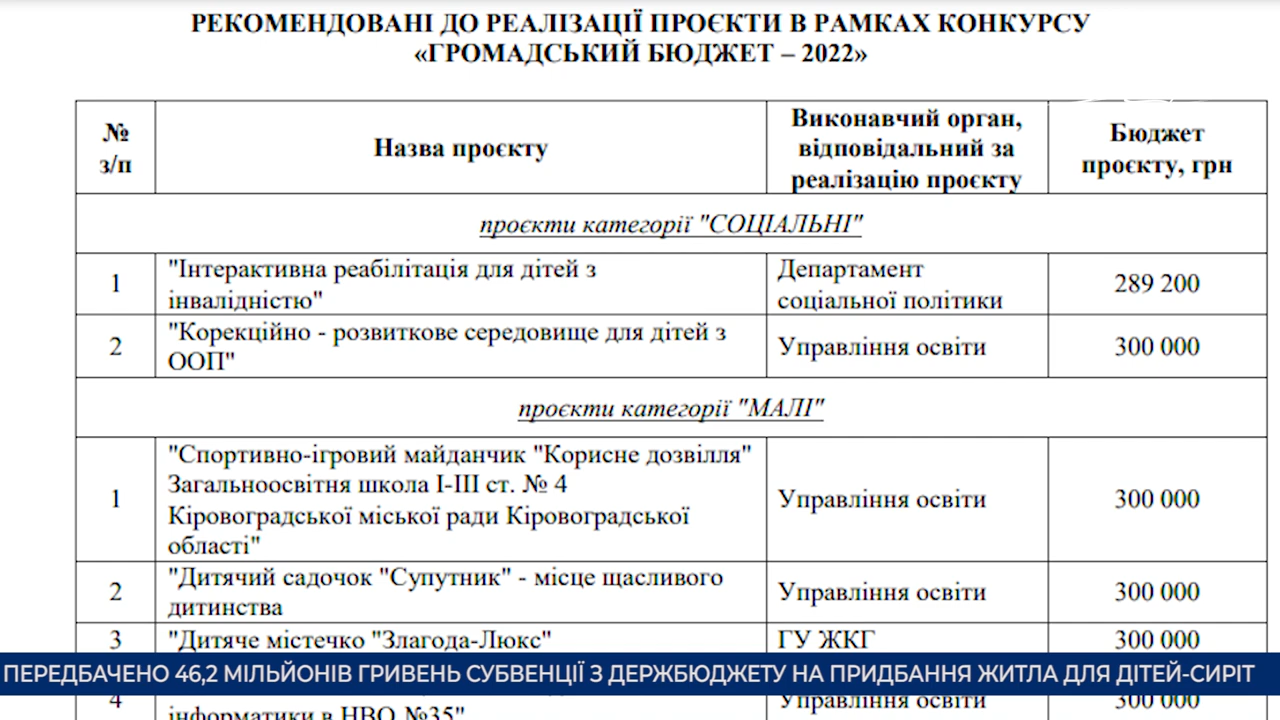 РЕКОМЕНДОВАНІ ДО РЕАЛІЗАЦІЇ ПРОЄКТИ В РАМКАХ КОНКУРСУ
«ГРОМАДСЬКИЙ БЮДЖЕТ – 2022»
№ з/п
Назва проєкту
Виконавчий орган,
відповідальний за
реалізацію проєкту
Бюджет
проєкту, грн
проєкти категорії "СОЦІАЛЬНІ"
1
"Інтерактивна реабілітація для дітей з
інвалідністю"
Департамент
соціальної політики
289 200
2
"Корекційно - розвиткове середовище для дітей з
ООП"
Управління освіти
300 000
проєкти категорії "МАЛІ"
1
"Спортивно-ігровий майданчик "Корисне дозвілля"
Загальноосвітня школа І-ІІІ ст. № 4
Кіровоградської міської ради Кіровоградської
області"
Управління освіти
300 000
2
"Дитячий садочок "Супутник" - місце щасливого
дитинства
Управління освіти
300 000
3
"Дитяче містечко "Злагода-Люкс"
ГУ ЖКГ
300 000
ПЕРЕДБАЧЕНО 46,2 МІЛЬЙОНІВ ГРИВЕНЬ СУБВЕНЦІЇ З ДЕРЖБЮДЖЕТУ НА ПРИДБАННЯ ЖИТЛА ДЛЯ ДІТЕЙ-СИРІТ
4
інформатики в НВО №35"
Управління освіти
300 000